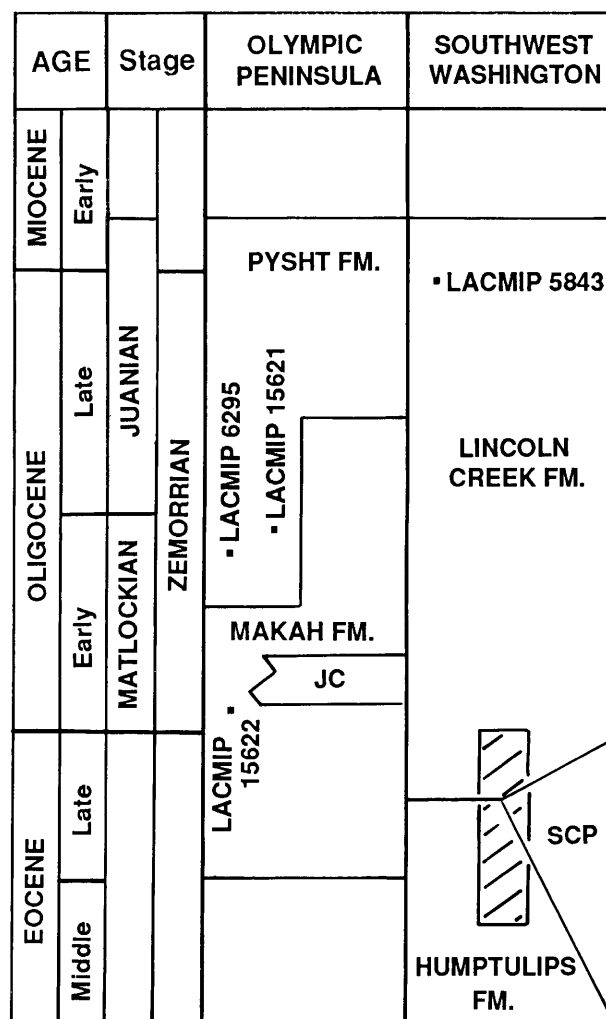 AGE
Stage
OLYMPIC
PENINSULA
SOUTHWEST
WASHINGTON
MIOCENE
Early
PYSHT FM.
LACMIP 5843
OLIGOCENE
Late
JUANIAN
ZEMORRIAN
LACMIP 6295
LACMIP 15621
LINCOLN
CREEK FM.
Early
MATLOCKIAN
MAKAH FM.
JC
LACMIP
15622
EOCENE
Late
SCP
Middle
HUMPTULIPS
FM.